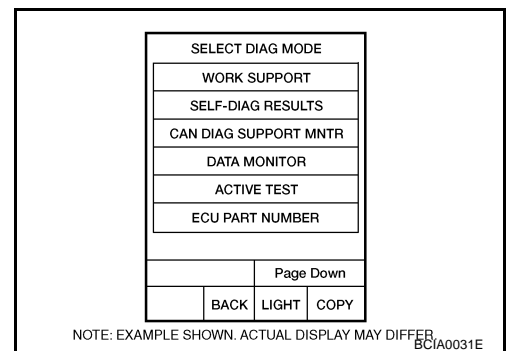 SELECT DIAG MODE
WORK SUPPORT
SELF-DIAG RESULTS
CAN DIAG SUPPORT MNTR
DATA MONITOR
ACTIVE TEST
ECU PART NUMBER
Page Down
BACK LIGHT COPY
NOTE: EXAMPLE SHOWN. ACTUAL DISPLAY MAY DIFFER.
BCIA0031E